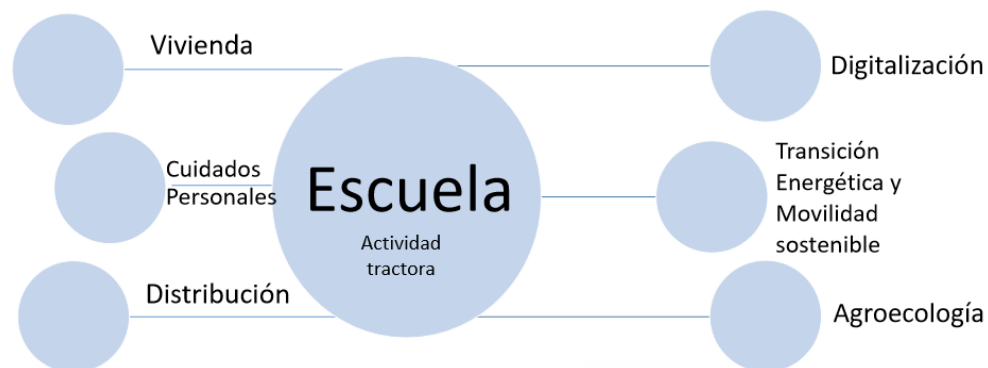 Vivienda
Digitalización
Cuidados
Personales
Escuela
Actividad
tractora
Transición
Energética y
Movilidad
sostenible
Distribución
Agroecología